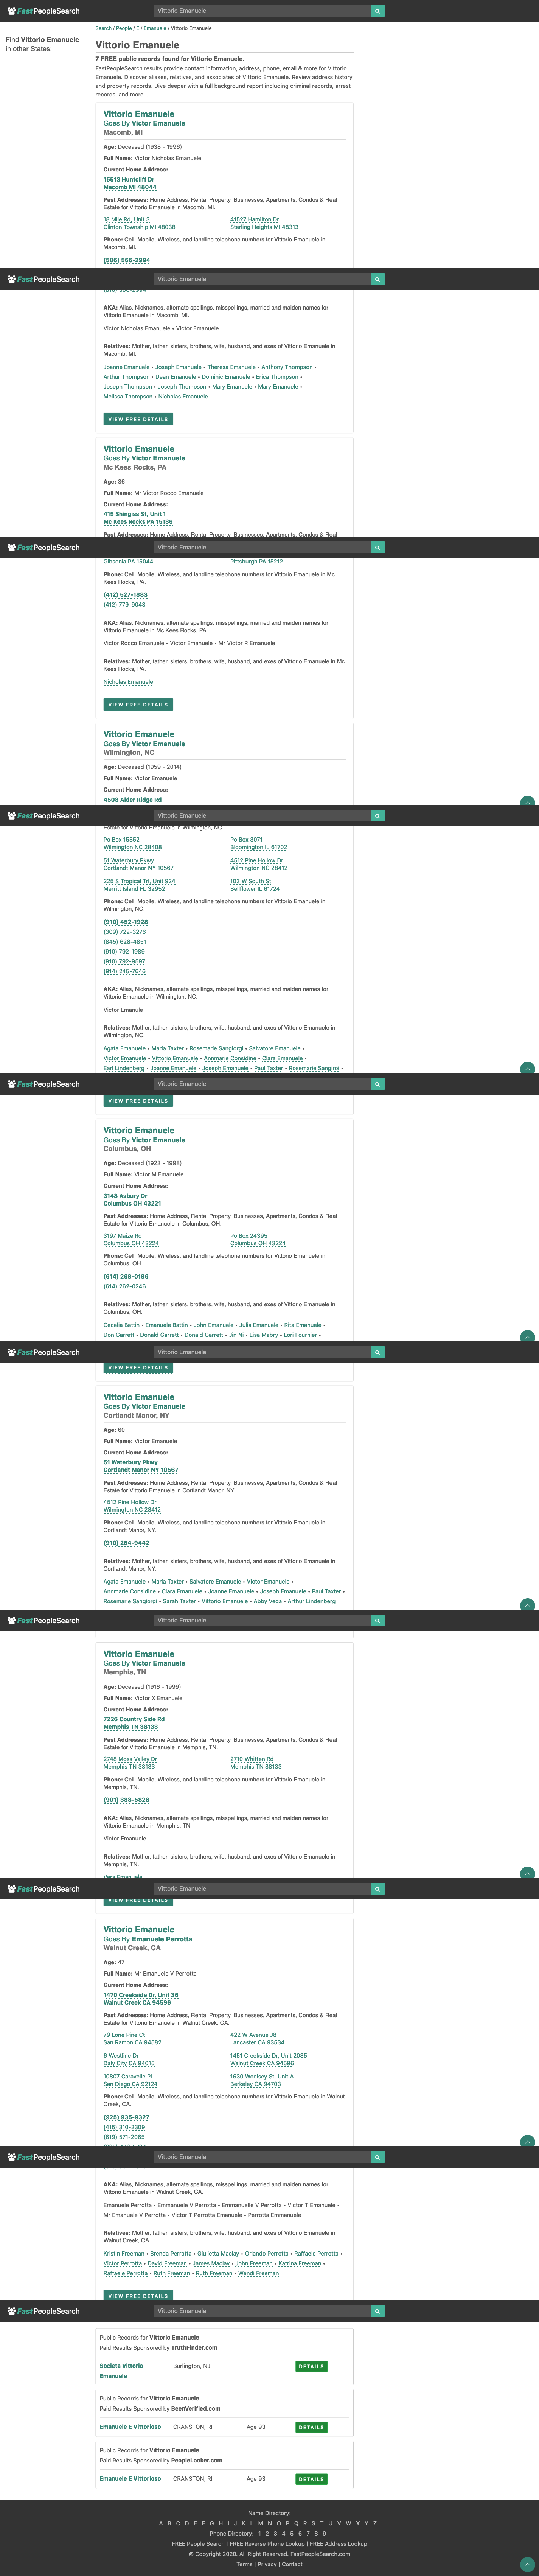 FastPeopleSearch
Vittorio Emanuele
Search / People / E / Emanuele / Vittorio Emanuele
Find Vittorio Emanuele
in other States:
Vittorio Emanuele
7 FREE public records found for Vittorio Emanuele.
FastPeopleSearch results provide contact information, address, phone, email & more for Vittorio
Emanuele. Discover aliases, relatives, and associates of Vittorio Emanuele. Review address history
and property records. Dive deeper with a full background report including criminal records, arrest
records, and more...
Vittorio Emanuele
Goes By Victor Emanuele
Macomb, MI
Age: Deceased (1938 - 1996)
Full Name: Victor Nicholas Emanuele
Current Home Address:
15513 Huntcliff Dr
Macomb MI 48044
Past Addresses: Home Address, Rental Property, Businesses, Apartments, Condos & Real
Estate for Vittorio Emanuele in Macomb, MI.
18 Mile Rd, Unit 3
Clinton Township MI 48038
41527 Hamilton Dr
Sterling Heights MI 48313
Phone: Cell, Mobile, Wireless, and landline telephone numbers for Vittorio Emanuele in
Macomb, MI.
(586) 566-2994
FastPeopleSearch
Vittorio Emanuele
AKA: Alias, Nicknames, alternate spellings, misspellings, married and maiden names for
Vittorio Emanuele in Macomb, MI.
Victor Nicholas Emanuele • Victor Emanuele
Relatives: Mother, father, sisters, brothers, wife, husband, and exes of Vittorio Emanuele in
Macomb, MI.
Joanne Emanuele • Joseph Emanuele • Theresa Emanuele • Anthony Thompson •
Arthur Thompson • Dean Emanuele • Dominic Emanuele • Erica Thompson •
Joseph Thompson • Joseph Thompson • Mary Emanuele • Mary Emanuele •
Melissa Thompson • Nicholas Emanuele
VIEW FREE DETAILS
Vittorio Emanuele
Goes By Victor Emanuele
Mc Kees Rocks, PA
Age: 36
Full Name: Mr Victor Rocco Emanuele
Current Home Address:
415 Shingiss St, Unit 1
Mc Kees Rocks PA 15136
Past Addresses: Home Address, Rental Property, Businesses, Apartments, Condos & Real
FastPeopleSearch
Vittorio Emanuele
Gibsonia PA 15044
Pittsburgh PA 15212
Phone: Cell, Mobile, Wireless, and landline telephone numbers for Vittorio Emanuele in Mc
Kees Rocks, PA.
(412) 527-1883
(412) 779-9043
AKA: Alias, Nicknames, alternate spellings, misspellings, married and maiden names for
Vittorio Emanuele in Mc Kees Rocks, PA.
Victor Rocco Emanuele • Victor Emanuele • Mr Victor R Emanuele
Relatives: Mother, father, sisters, brothers, wife, husband, and exes of Vittorio Emanuele in Mc
Kees Rocks, PA.
Nicholas Emanuele
VIEW FREE DETAILS
Vittorio Emanuele
Goes By Victor Emanuele
Wilmington, NC
Age: Deceased (1959 - 2014)
Full Name: Victor Emanuele
Current Home Address:
4508 Alder Ridge Rd
FastPeopleSearch
Vittorio Emanuele
Estate for Vittorio Emanuele in Wilmington, NC.
Po Box 15352
Wilmington NC 28408
Po Box 3071
Bloomington IL 61702
51 Waterbury Pkwy
Cortlandt Manor NY 10567
4512 Pine Hollow Dr
Wilmington NC 28412
225 S Tropical Trl, Unit 924
Merritt Island FL 32952
103 W South St
Bellflower IL 61724
Phone: Cell, Mobile, Wireless, and landline telephone numbers for Vittorio Emanuele in
Wilmington, NC.
(910) 452-1928
(309) 722-3276
(845) 628-4851
(910) 792-1989
(910) 792-9597
(914) 245-7646
AKA: Alias, Nicknames, alternate spellings, misspellings, married and maiden names for
Vittorio Emanuele in Wilmington, NC.
Victor Emanule
Relatives: Mother, father, sisters, brothers, wife, husband, and exes of Vittorio Emanuele in
Wilmington, NC.
Agata Emanuele • Maria Taxter • Rosemarie Sangiorgi • Salvatore Emanuele •
Victor Emanuele • Vittorio Emanuele • Annmarie Considine • Clara Emanuele •
Earl Lindenberg • Joanne Emanuele • Joseph Emanuele • Paul Taxter • Rosemarie Sangiroi •
FastPeopleSearch
Vittorio Emanuele
VIEW FREE DETAILS
Vittorio Emanuele
Goes By Victor Emanuele
Columbus, OH
Age: Deceased (1923 - 1998)
Full Name: Victor M Emanuele
Current Home Address:
3148 Asbury Dr
Columbus OH 43221
Past Addresses: Home Address, Rental Property, Businesses, Apartments, Condos & Real
Estate for Vittorio Emanuele in Columbus, OH.
3197 Maize Rd
Columbus OH 43224
Po Box 24395
Columbus OH 43224
Phone: Cell, Mobile, Wireless, and landline telephone numbers for Vittorio Emanuele in
Columbus, OH.
(614) 268-0196
(614) 262-0246
Relatives: Mother, father, sisters, brothers, wife, husband, and exes of Vittorio Emanuele in
Columbus, OH.
Cecelia Battin • Emanuele Battin • John Emanuele • Julia Emanuele • Rita Emanuele •
Don Garrett • Donald Garrett • Donald Garrett • Jin Ni • Lisa Mabry • Lori Fournier •
FastPeopleSearch
Vittorio Emanuele
VIEW FREE DETAILS
Vittorio Emanuele
Goes By Victor Emanuele
Cortlandt Manor, NY
Age: 60
Full Name: Victor Emanuele
Current Home Address:
51 Waterbury Pkwy
Cortlandt Manor NY 10567
Past Addresses: Home Address, Rental Property, Businesses, Apartments, Condos & Real
Estate for Vittorio Emanuele in Cortlandt Manor, NY.
4512 Pine Hollow Dr
Wilmington NC 28412
Phone: Cell, Mobile, Wireless, and landline telephone numbers for Vittorio Emanuele in
Cortlandt Manor, NY.
(910) 264-9442
Relatives: Mother, father, sisters, brothers, wife, husband, and exes of Vittorio Emanuele in
Cortlandt Manor, NY.
Agata Emanuele • Maria Taxter • Salvatore Emanuele • Victor Emanuele •
Annmarie Considine • Clara Emanuele • Joanne Emanuele • Joseph Emanuele • Paul Taxter •
Rosemarie Sangiorgi • Sarah Taxter • Vittorio Emanuele • Abby Vega • Arthur Lindenberg
FastPeopleSearch
Vittorio Emanuele
Vittorio Emanuele
Goes By Victor Emanuele
Memphis, TN
Age: Deceased (1916 - 1999)
Full Name: Victor X Emanuele
Current Home Address:
7226 Country Side Rd
Memphis TN 38133
Past Addresses: Home Address, Rental Property, Businesses, Apartments, Condos & Real
Estate for Vittorio Emanuele in Memphis, TN.
2748 Moss Valley Dr
Memphis TN 38133
2710 Whitten Rd
Memphis TN 38133
Phone: Cell, Mobile, Wireless, and landline telephone numbers for Vittorio Emanuele in
Memphis, TN.
(901) 388-5828
AKA: Alias, Nicknames, alternate spellings, misspellings, married and maiden names for
Vittorio Emanuele in Memphis, TN.
Victor Emanuele
Relatives: Mother, father, sisters, brothers, wife, husband, and exes of Vittorio Emanuele in
Memphis, TN.
Vera Emanuele
FastPeopleSearch
Vittorio Emanuele
VIEW FREE DETAILS
Vittorio Emanuele
Goes By Emanuele Perrotta
Walnut Creek, CA
Age: 47
Full Name: Mr Emanuele V Perrotta
Current Home Address:
1470 Creekside Dr, Unit 36
Walnut Creek CA 94596
Past Addresses: Home Address, Rental Property, Businesses, Apartments, Condos & Real
Estate for Vittorio Emanuele in Walnut Creek, CA.
79 Lone Pine Ct
San Ramon CA 94582
422 W Avenue J8
Lancaster CA 93534
6 Westline Dr
Daly City CA 94015
1451 Creekside Dr, Unit 2085
Walnut Creek CA 94596
10807 Caravelle Pl
San Diego CA 92124
1630 Woolsey St, Unit A
Berkeley CA 94703
Phone: Cell, Mobile, Wireless, and landline telephone numbers for Vittorio Emanuele in Walnut
Creek, CA.
(925) 935-9327
(415) 310-2309
(619) 571-2065
FastPeopleSearch
Vittorio Emanuele
AKA: Alias, Nicknames, alternate spellings, misspellings, married and maiden names for
Vittorio Emanuele in Walnut Creek, CA.
Emanuele Perrotta • Emmanuele V Perrotta • Emmanuelle V Perrotta • Victor T Emanuele •
Mr Emanuele V Perrotta • Victor T Perrotta Emanuele • Perrotta Emmanuele
Relatives: Mother, father, sisters, brothers, wife, husband, and exes of Vittorio Emanuele in
Walnut Creek, CA.
Kristin Freeman • Brenda Perrotta • Giulietta Maclay • Orlando Perrotta • Raffaele Perrotta •
Victor Perrotta • David Freeman • James Maclay • John Freeman • Katrina Freeman •
Raffaele Perrotta • Ruth Freeman • Ruth Freeman • Wendi Freeman
VIEW FREE DETAILS
FastPeopleSearch
Vittorio Emanuele
Public Records for Vittorio Emanuele
Paid Results Sponsored by TruthFinder.com
Societa Vittorio
Emanuele
Burlington, NJ
DETAILS
Public Records for Vittorio Emanuele
Paid Results Sponsored by BeenVerified.com
Emanuele E Vittorioso CRANSTON, RI Age 93 DETAILS
Public Records for Vittorio Emanuele
Paid Results Sponsored by PeopleLooker.com
Emanuele E Vittorioso CRANSTON, RI Age 93 DETAILS
Name Directory:
A B C D E F G H I J K L M N O P Q R S T U V W X Y Z
Phone Directory: 1 2 3 4 5 6 7 8 9
FREE People Search | FREE Reverse Phone Lookup | FREE Address Lookup
© Copyright 2020. All Right Reserved. FastPeopleSearch.com
Terms | Privacy | Contact